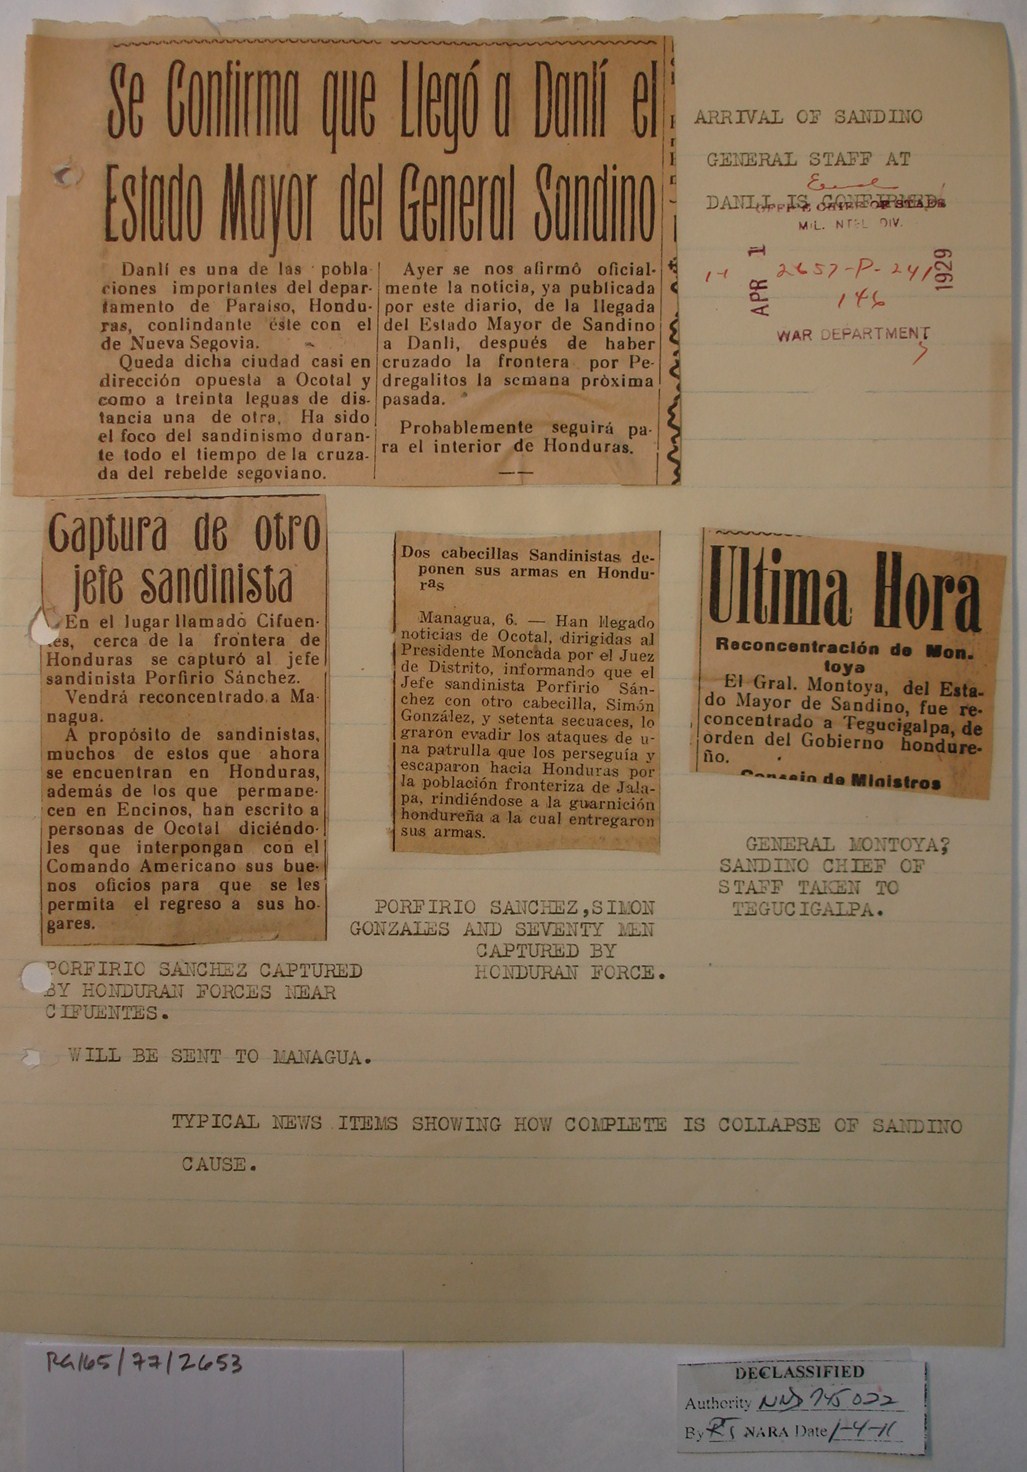 Se Confirma que Llegó a Danlí el
Estado Mayor del General Sandino
Danlí es una de las pobla-
ciones importantes del depar-
tamento de Paraíso, Hondu-
ras, conlindante éste con el
de Nueva Segovia.
Queda dicha ciudad casi en
dirección opuesta a Ocotal y
como a treinta leguas de dis-
tancia una de otra. Ha sido
el foco del sandinismo duran-
te todo el tiempo de la cruza-
da del rebelde segoviano.
Ayer se nos afirmó oficial-
mente la noticia, ya publicada
por este diario, de la llegada
del Estado Mayor de Sandino
a Danlí, después de haber
cruzado la frontera por Pe-
dregalitos la semana próxima
pasada.
Probablemente seguirá pa-
ra el interior de Honduras.
ARRIVAL OF SANDINO
GENERAL STAFF AT
DANLI IS CONFIRMED
OFFICE CHIEF OF STAFF
MIL. INTEL DIV.
APR 1 1929
2657-P-241
146
WAR DEPARTMENT
Captura de otro
jefe sandinista
En el lugar llamado Cifuen-
tes, cerca de la frontera de
Honduras se capturó al jefe
sandinista Porfirio Sánchez.
Vendrá reconcentrado a Ma-
nagua.
A propósito de sandinistas,
muchos de estos que ahora
se encuentran en Honduras,
además de los que permane-
cen en Encinos, han escrito a
personas de Ocotal diciéndo-
les que interpongan con el
Comando Americano sus bue-
nos oficios para que se les
permita el regreso a sus ho-
gares.
PORFIRIO SANCHEZ CAPTURED
BY HONDURAN FORCES NEAR
CIFUENTES.
WILL BE SENT TO MANAGUA.
Dos cabecillas Sandinistas de-
ponen sus armas en Hondu-
ras
Managua, 6. — Han llegado
noticias de Ocotal, dirigidas al
Presidente Moncada por el Juez
de Distrito, informando que el
Jefe sandinista Porfirio Sán-
chez con otro cabecilla, Simón
González, y setenta secuaces, lo
graron evadir los ataques de u-
na patrulla que los perseguía y
escaparon hacia Honduras por
la población fronteriza de Jala-
pa, rindiéndose a la guarnición
hondureña a la cual entregaron
sus armas.
PORFIRIO SANCHEZ,SIMON
GONZALES AND SEVENTY MEN
CAPTURED BY
HONDURAN FORCE.
Ultima Hora
Reconcentración de Mon-
toya
El Gral. Montoya, del Esta-
do Mayor de Sandino, fue re-
concentrado a Tegucigalpa, de
orden del Gobierno hondure-
ño.
Consejo de Ministros
GENERAL MONTOYA?
SANDINO CHIEF OF
STAFF TAKEN TO
TEGUCIGALPA.
TYPICAL NEWS ITEMS SHOWING HOW COMPLETE IS COLLAPSE OF SANDINO
CAUSE.
RG165/77/2653
DECLASSIFIED
Authority NND 745022
By RT NARA Date 1-4-11